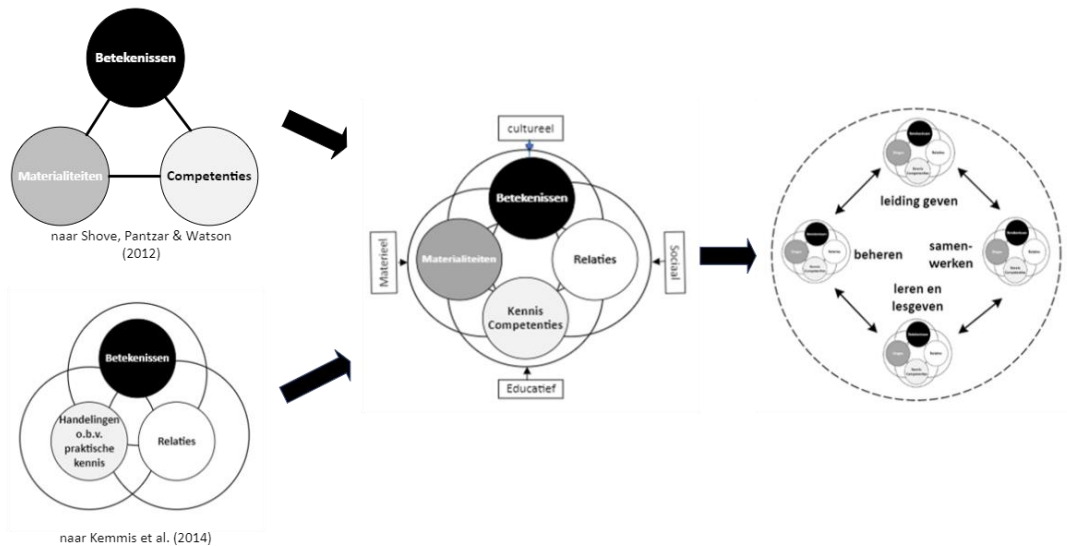 Betekenissen
Materialiteiten
Competenties
naar Shove, Pantzar & Watson
(2012)
Betekenissen
Handelingen
o.b.v.
praktische
kennis
Relaties
naar Kemmis et al. (2014)
cultureel
Betekenissen
Materieel
Materialiteiten
Relaties
Sociaal
Kennis
Competenties
Educatief
leiding geven
beheren
samen-
werken
leren en
lesgeven